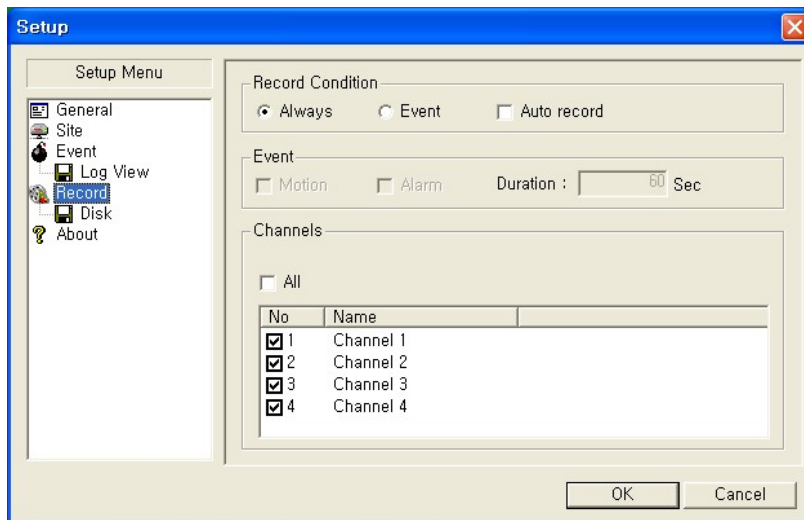 Setup
Setup Menu
General
Site
Event
Log View
Record
Disk
About
Record Condition
Always Event Auto record
Event
Motion Alarm Duration : 60 Sec
Channels
All
No Name
1 Channel 1
2 Channel 2
3 Channel 3
4 Channel 4
OK Cancel